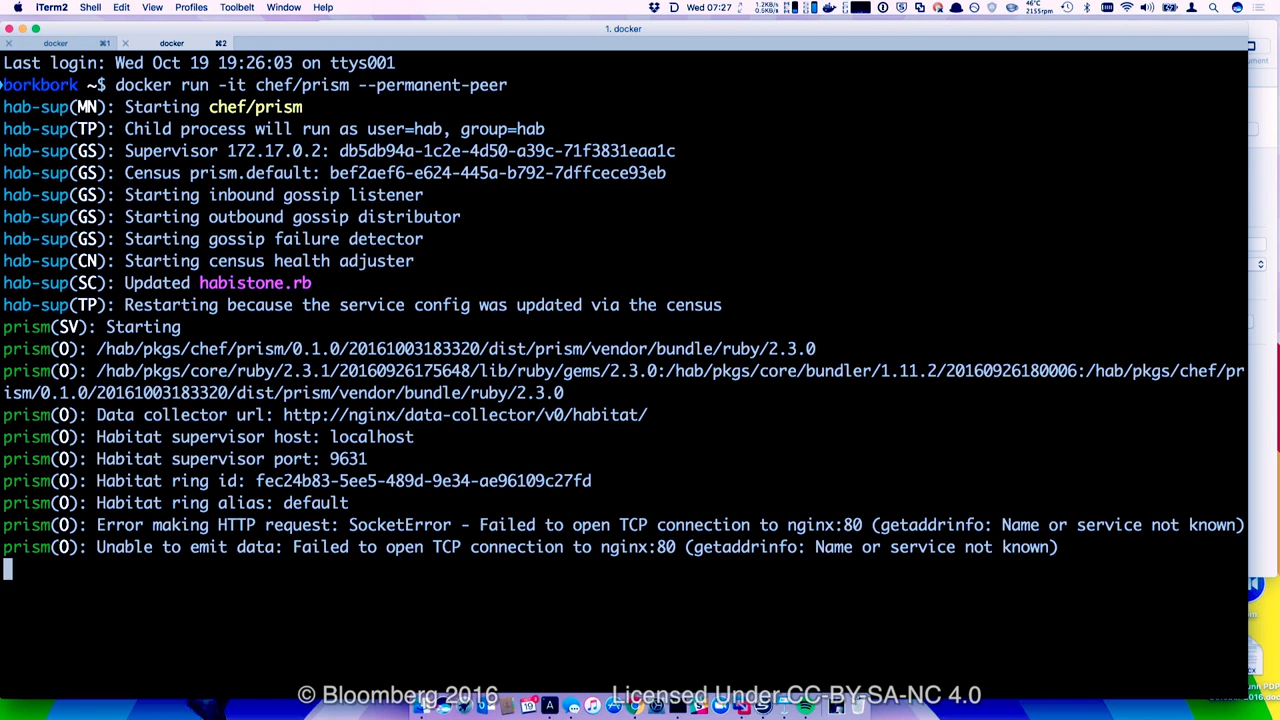 iTerm2 Shell Edit View Profiles Toolbelt Window Help
1.2KB/s
0.5KB/s
Wed 07:27
46°C
2155rpm
1. docker
docker ⌘1 docker ⌘2
Last login: Wed Oct 19 19:26:03 on ttys001
borkbork ~$ docker run -it chef/prism --permanent-peer
hab-sup(MN): Starting chef/prism
hab-sup(TP): Child process will run as user=hab, group=hab
hab-sup(GS): Supervisor 172.17.0.2: db5db94a-1c2e-4d50-a39c-71f3831eaa1c
hab-sup(GS): Census prism.default: bef2aef6-e624-445a-b792-7dffcece93eb
hab-sup(GS): Starting inbound gossip listener
hab-sup(GS): Starting outbound gossip distributor
hab-sup(GS): Starting gossip failure detector
hab-sup(CN): Starting census health adjuster
hab-sup(SC): Updated habistone.rb
hab-sup(TP): Restarting because the service config was updated via the census
prism(SV): Starting
prism(O): /hab/pkgs/chef/prism/0.1.0/20161003183320/dist/prism/vendor/bundle/ruby/2.3.0
prism(O): /hab/pkgs/core/ruby/2.3.1/20160926175648/lib/ruby/gems/2.3.0:/hab/pkgs/core/bundler/1.11.2/20160926180006:/hab/pkgs/chef/pr
ism/0.1.0/20161003183320/dist/prism/vendor/bundle/ruby/2.3.0
prism(O): Data collector url: http://nginx/data-collector/v0/habitat/
prism(O): Habitat supervisor host: localhost
prism(O): Habitat supervisor port: 9631
prism(O): Habitat ring id: fec24b83-5ee5-489d-9e34-ae96109c27fd
prism(O): Habitat ring alias: default
prism(O): Error making HTTP request: SocketError - Failed to open TCP connection to nginx:80 (getaddrinfo: Name or service not known)
prism(O): Unable to emit data: Failed to open TCP connection to nginx:80 (getaddrinfo: Name or service not known)
© Bloomberg 2016 Licensed Under CC-BY-SA-NC 4.0